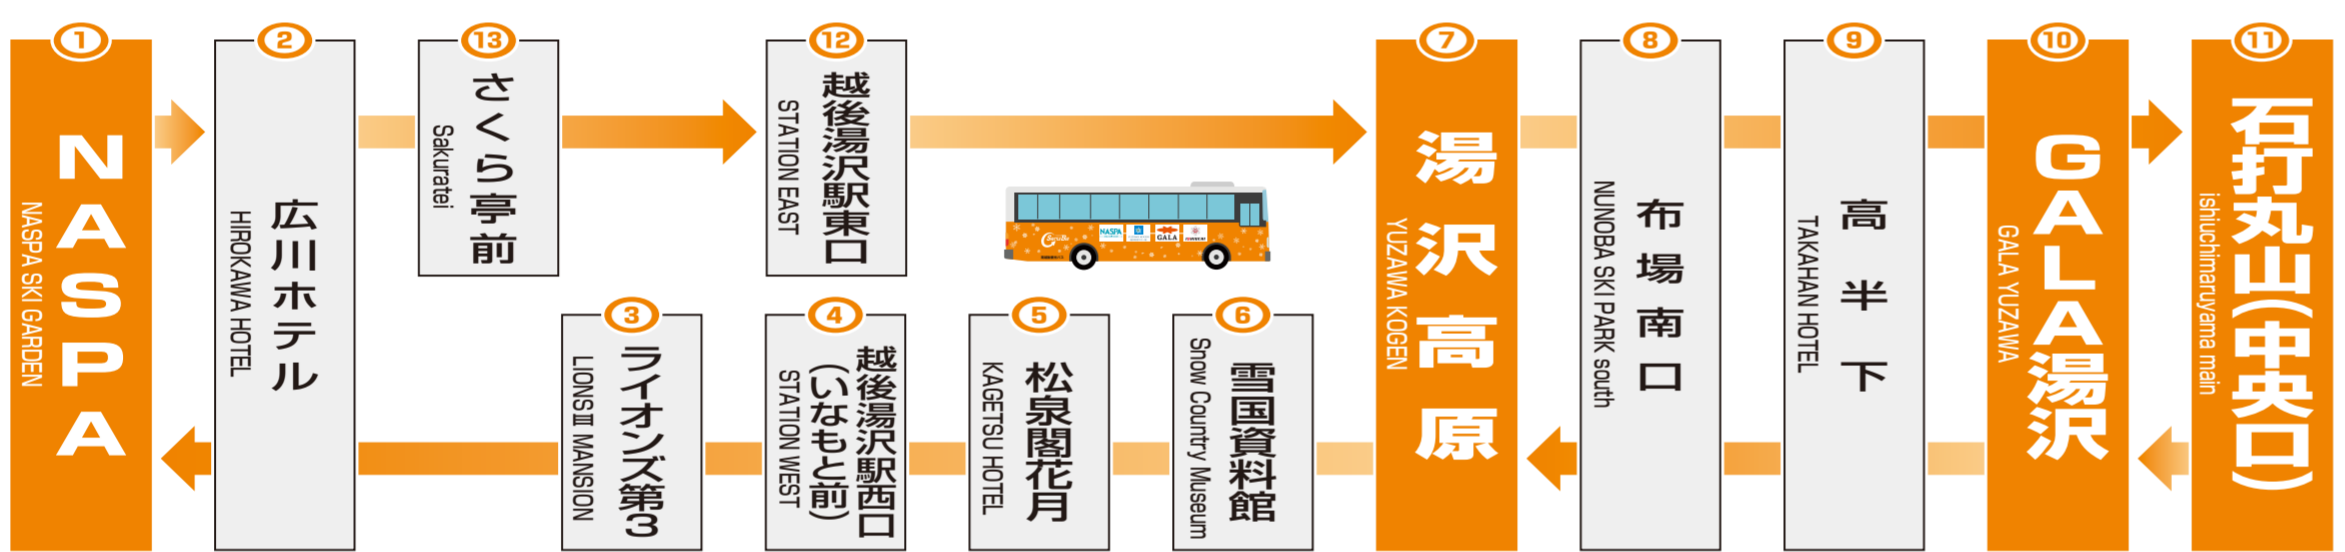 1
NASPA
NASPA SKI GARDEN
2
広川ホテル
HIROKAWA HOTEL
13
さくら亭前
Sakuratei
12
越後湯沢駅東口
STATION EAST
7
湯沢高原
YUZAWA KOGEN
8
布場南口
NUNOBA SKI PARK south
9
高半下
TAKAHAN HOTEL
10
GALA湯沢
GALA YUZAWA
11
石打丸山(中央口)
ishiuchimaruyama main
NASPA
GALA
3
ライオンズ第3
LIONSⅢ MANSION
4
越後湯沢駅西口
(いなもと前)
STATION WEST
5
松泉閣花月
KAGETSU HOTEL
6
雪国資料館
Snow Country Museum